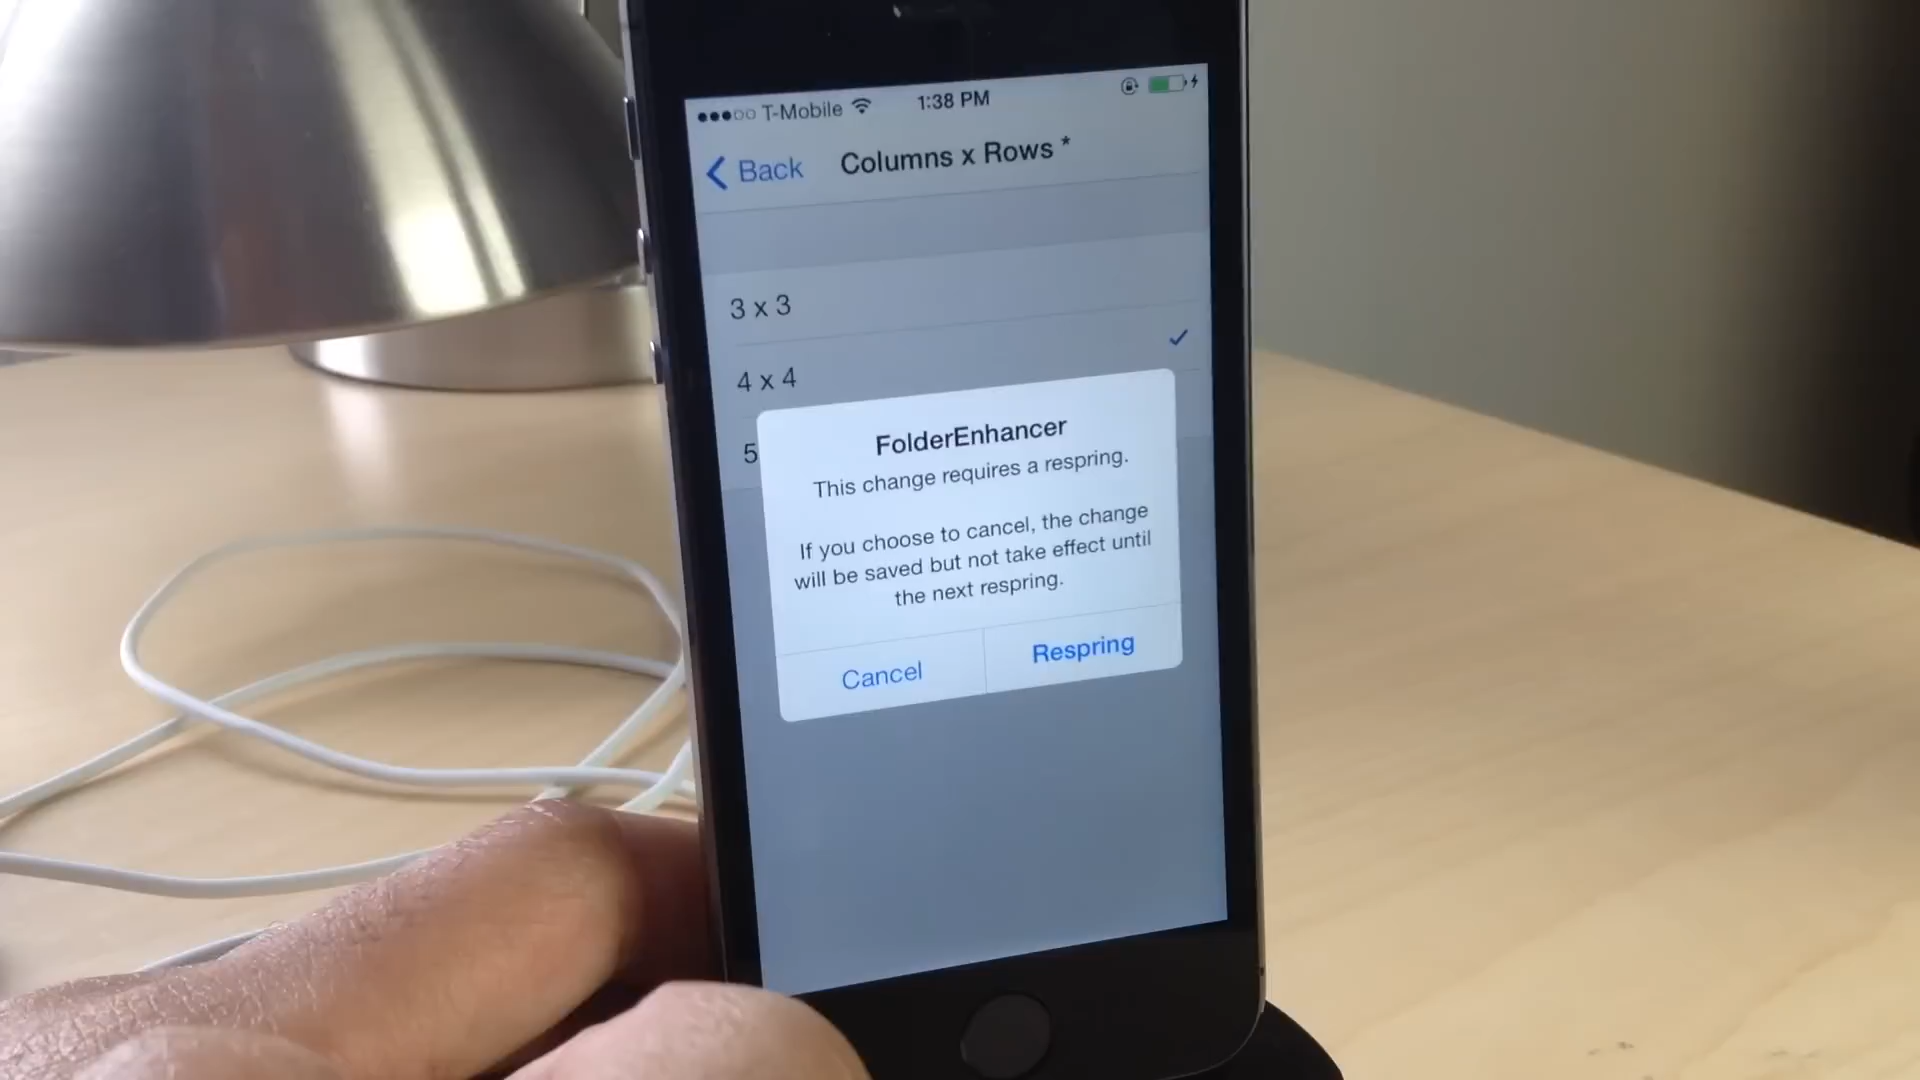 T-Mobile 1:38 PM
Back Columns x Rows *
3 x 3
4 x 4
5
FolderEnhancer
This change requires a respring.
If you choose to cancel, the change
will be saved but not take effect until
the next respring.
Cancel Respring